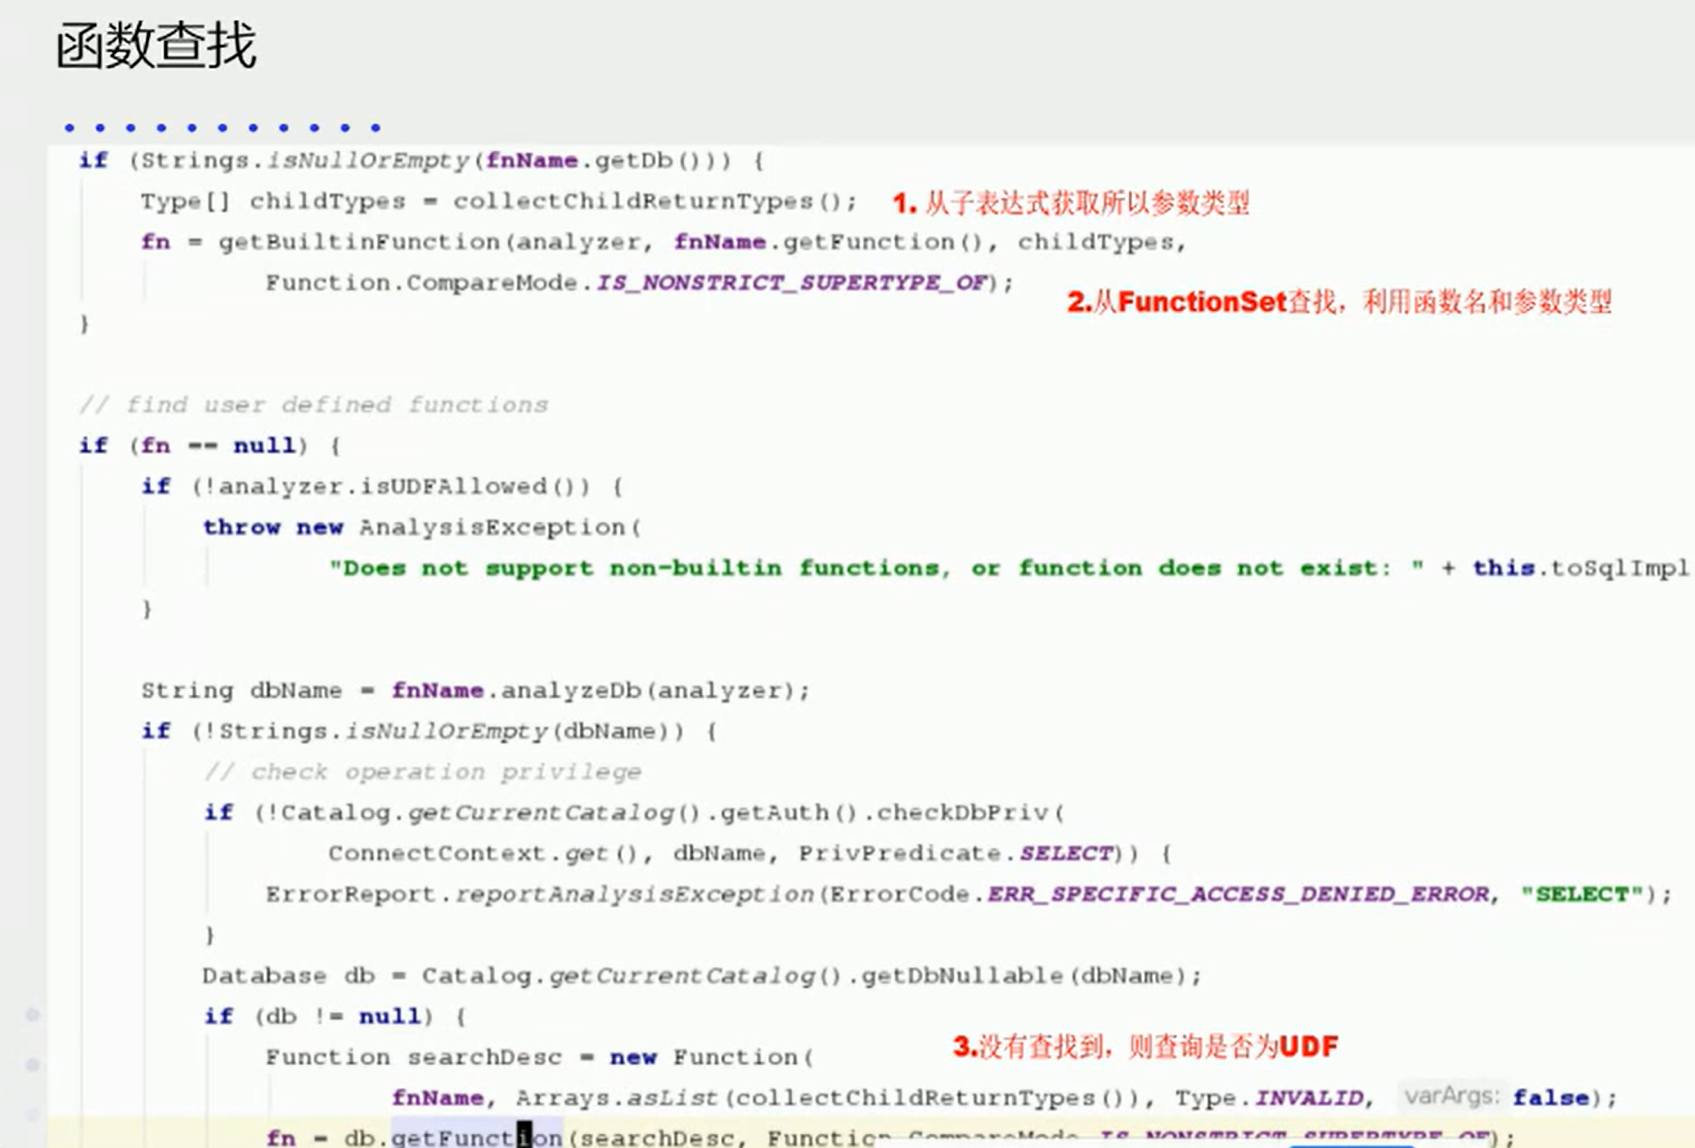 函数查找
if (Strings.isNullOrEmpty(fnName.getDb())) {
Type[] childTypes = collectChildReturnTypes(); 1. 从子表达式获取所以参数类型
fn = getBuiltinFunction(analyzer, fnName.getFunction(), childTypes,
Function.CompareMode.IS_NONSTRICT_SUPERTYPE_OF);
2.从FunctionSet查找，利用函数名和参数类型
}
// find user defined functions
if (fn == null) {
if (!analyzer.isUDFAllowed()) {
throw new AnalysisException(
"Does not support non-builtin functions, or function does not exist: " + this.toSqlImpl
}
String dbName = fnName.analyzeDb(analyzer);
if (!Strings.isNullOrEmpty(dbName)) {
// check operation privilege
if (!Catalog.getCurrentCatalog().getAuth().checkDbPriv(
ConnectContext.get(), dbName, PrivPredicate.SELECT)) {
ErrorReport.reportAnalysisException(ErrorCode.ERR_SPECIFIC_ACCESS_DENIED_ERROR, "SELECT");
}
Database db = Catalog.getCurrentCatalog().getDbNullable(dbName);
if (db != null) {
Function searchDesc = new Function( 3.没有查找到，则查询是否为UDF
fnName, Arrays.asList(collectChildReturnTypes()), Type.INVALID, varArgs: false);
fn = db.getFunction(searchDesc, Function.CompareMode.IS_NONSTRICT_SUPERTYPE_OF);